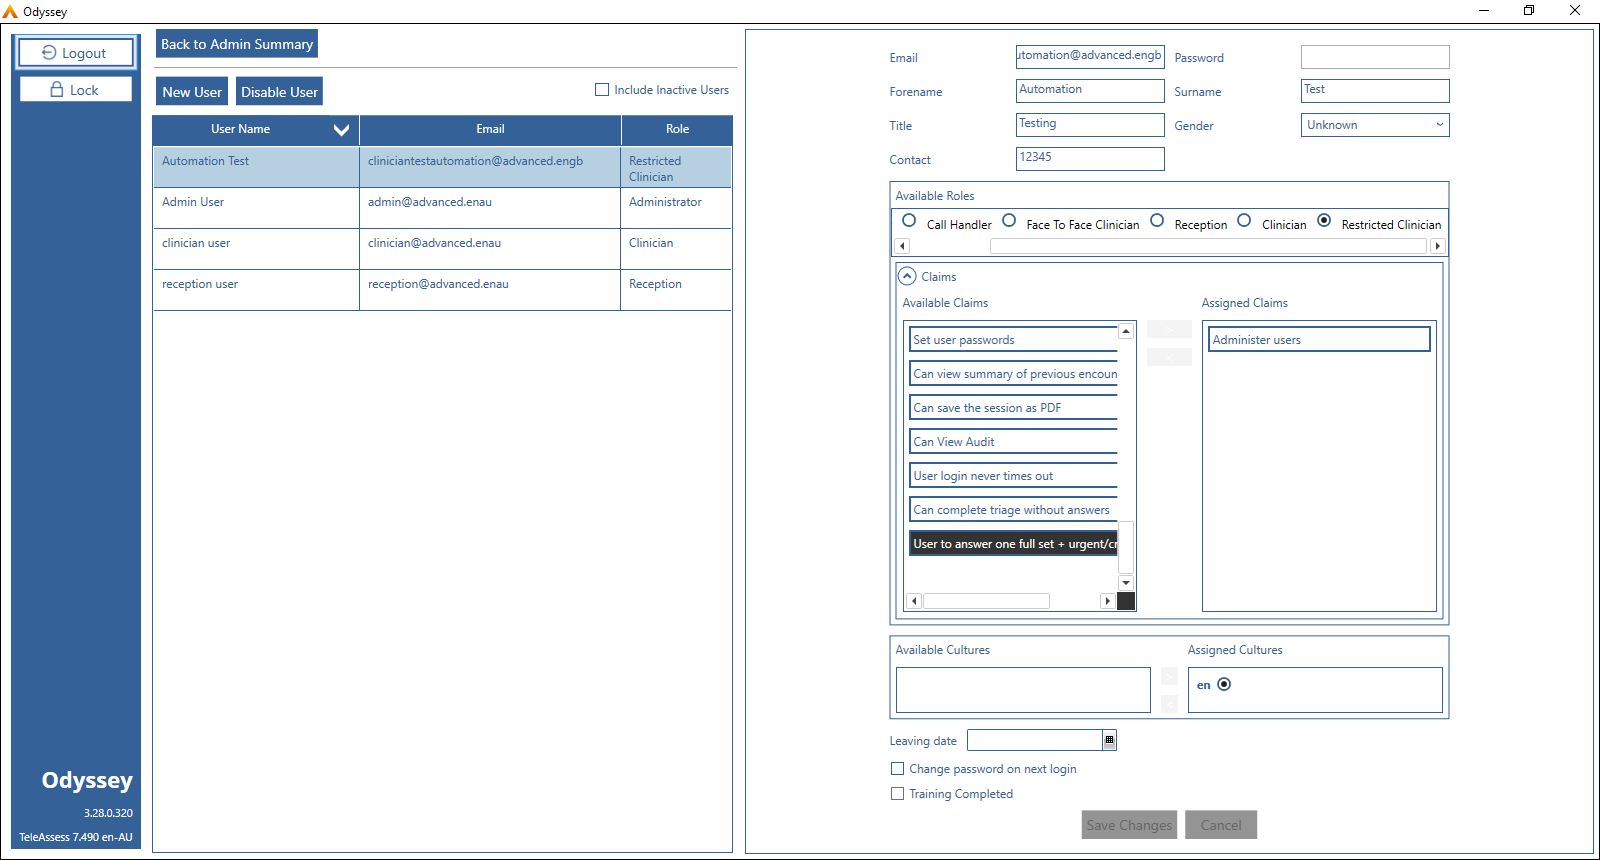 Odyssey
Logout
Lock
Back to Admin Summary
New User
Disable User
Include Inactive Users
User Name
Email
Role
Automation Test
cliniciantestautomation@advanced.engb
Restricted
Clinician
Admin User
admin@advanced.enau
Administrator
clinician user
clinician@advanced.enau
Clinician
reception user
reception@advanced.enau
Reception
Odyssey
3.28.0.320
TeleAssess 7.490 en-AU
Email
utomation@advanced.engb
Password
Forename
Automation
Surname
Test
Title
Testing
Gender
Unknown
Contact
12345
Available Roles
Call Handler
Face To Face Clinician
Reception
Clinician
Restricted Clinician
Claims
Available Claims
Assigned Claims
Set user passwords
Can view summary of previous encoun
Can save the session as PDF
Can View Audit
User login never times out
Can complete triage without answers
User to answer one full set + urgent/cr
Administer users
Available Cultures
Assigned Cultures
en
Leaving date
Change password on next login
Training Completed
Save Changes
Cancel